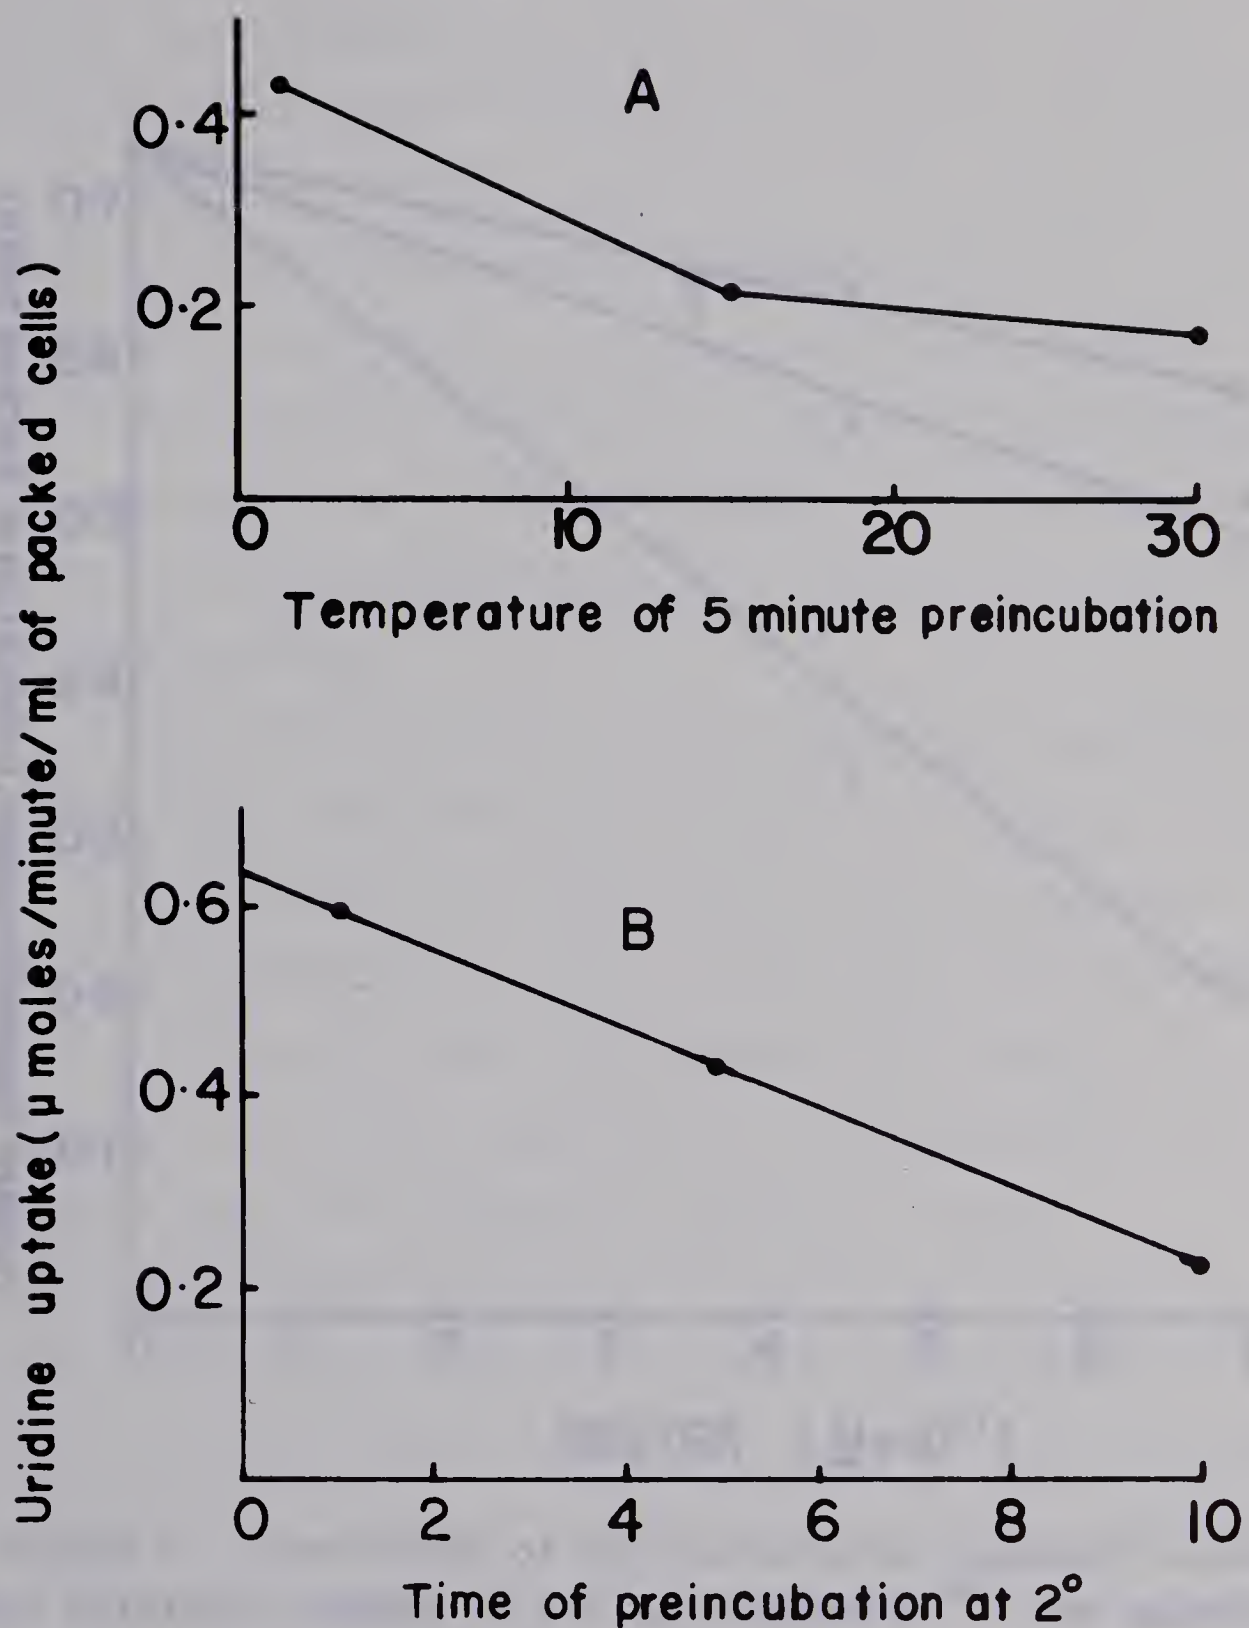 Uridine uptake (μ moles/minute/ml of packed cells)
A
0·4
0·2
0 10 20 30
Temperature of 5 minute preincubation
B
0·6
0·4
0·2
0 2 4 6 8 10
Time of preincubation at 2°